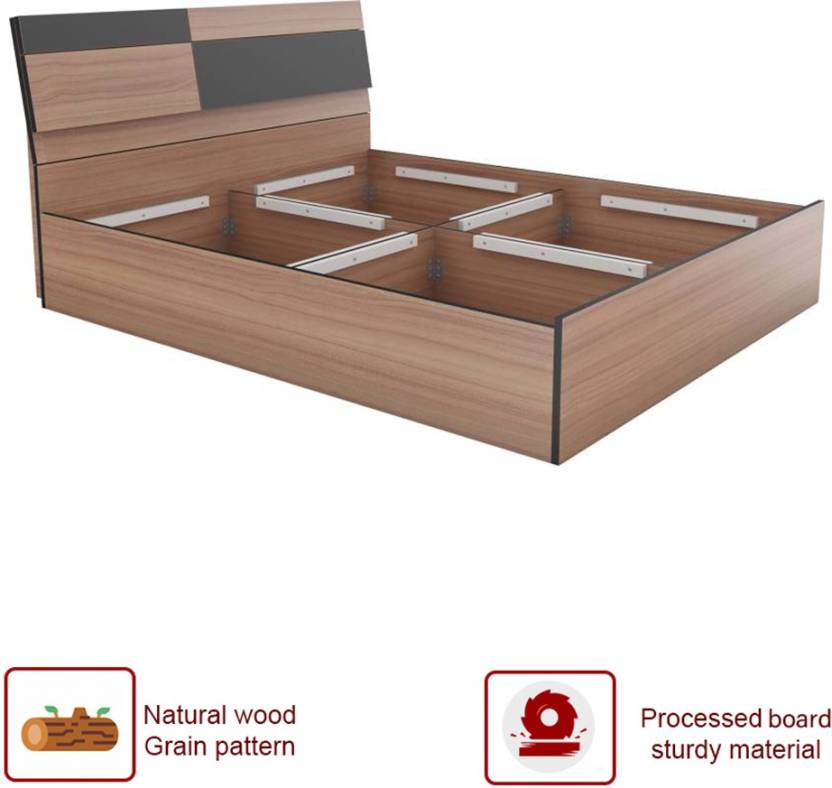 Natural wood
Grain pattern
Processed board
sturdy material